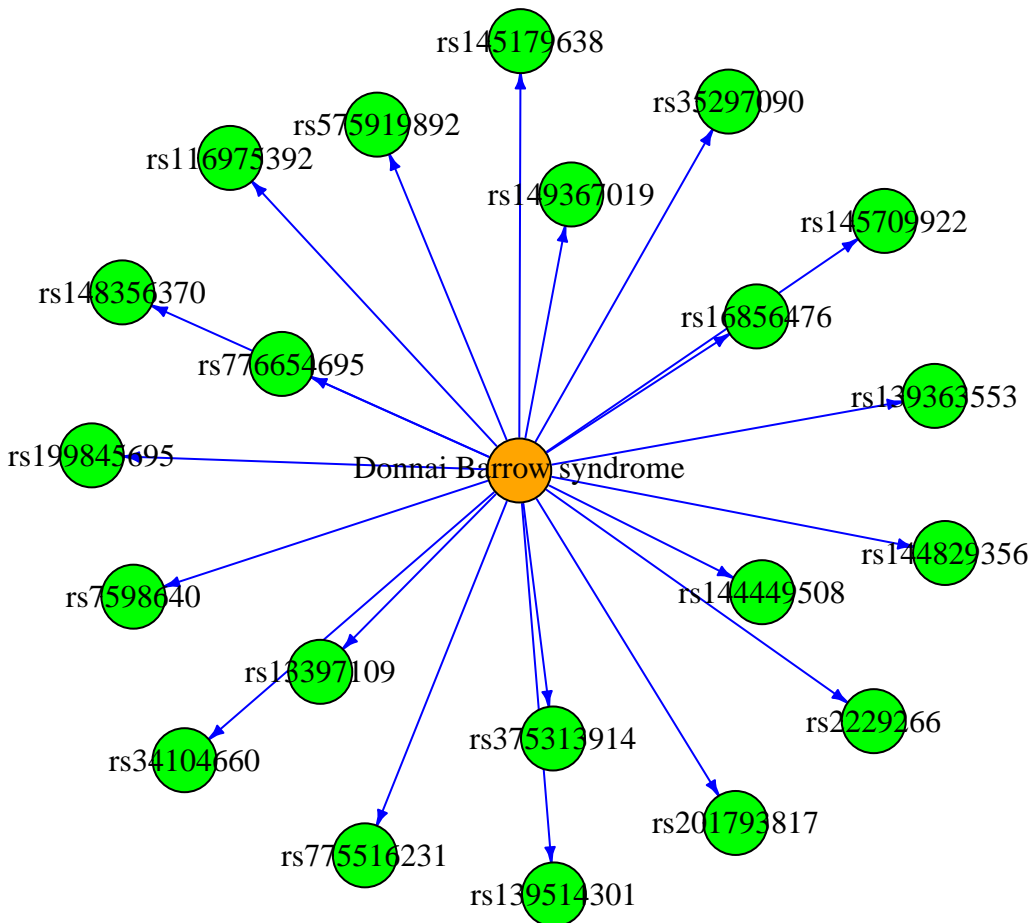 rs145179638
rs35297090
rs575919892
rs116975392
rs149367019
rs145709922
rs148356370
rs16856476
rs776654695
rs139363553
rs199845695
Donnai Barrow syndrome
rs144829356
rs7598640
rs144449508
rs13397109
rs2229266
rs375313914
rs34104660
rs201793817
rs775516231
rs139514301